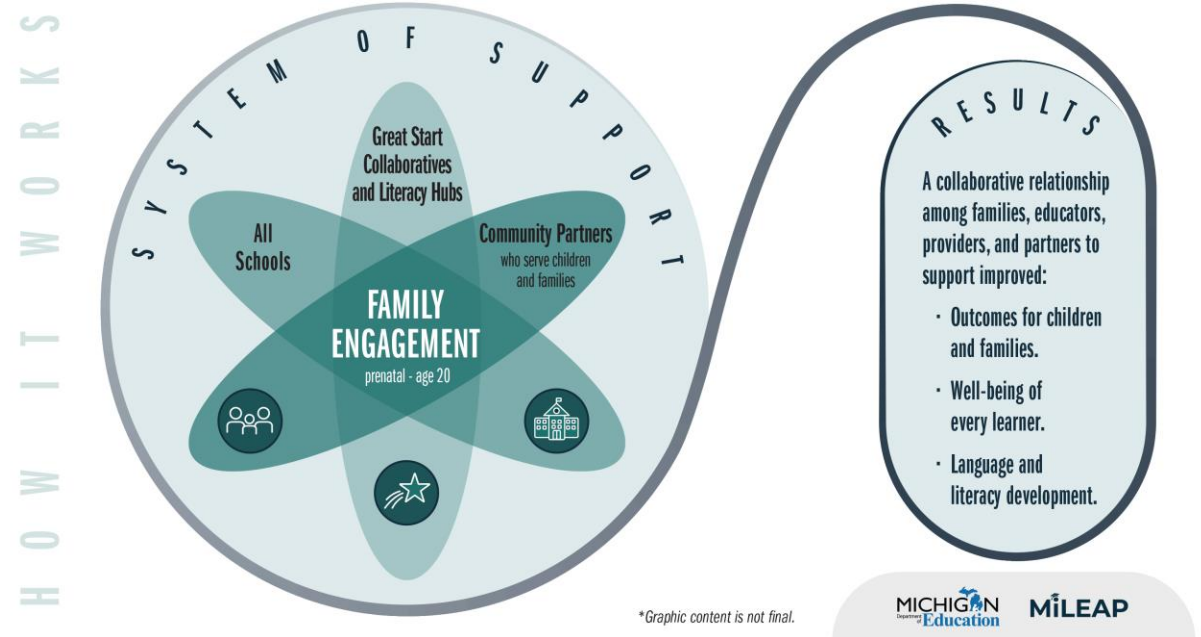 HOW IT WORKS
SYSTEM OF SUPPORT
Great Start
Collaboratives
and Literacy Hubs
All
Schools
Community Partners
who serve children
and families
FAMILY
ENGAGEMENT
prenatal - age 20
RESULTS
A collaborative relationship
among families, educators,
providers, and partners to
support improved:
· Outcomes for children
and families.
· Well-being of
every learner.
· Language and
literacy development.
*Graphic content is not final.
MICHIGAN
Department
of Education
MiLEAP